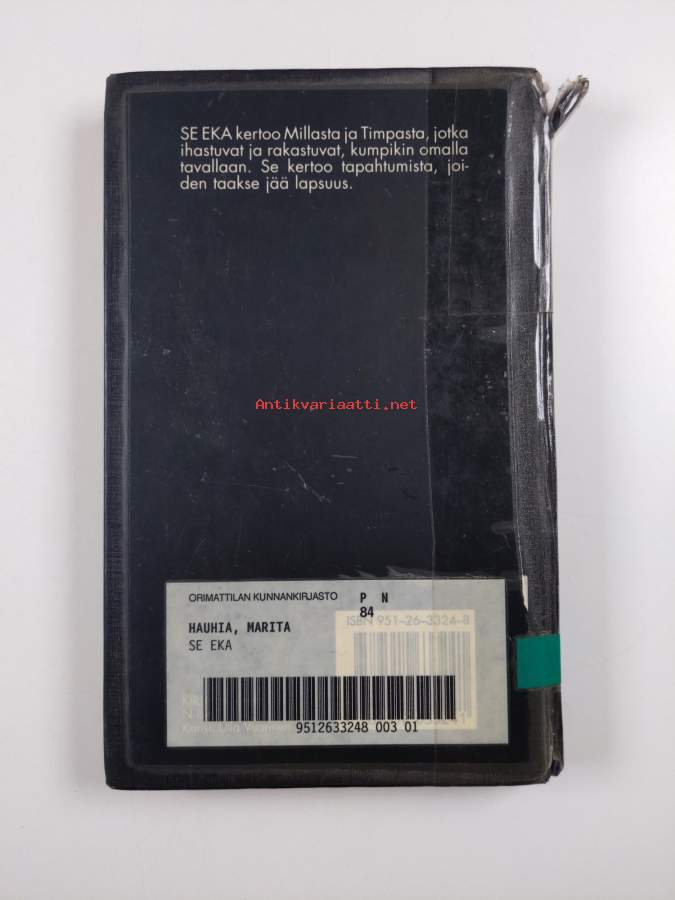 SE EKA kertoo Millasta ja Timpasta, jotka
ihastuvat ja rakastuvat, kumpikin omalla
tavallaan. Se kertoo tapahtumista, joi-
den taakse jää lapsuus.
Antikvariaatti.net
ORIMATTILAN KUNNANKIRJASTO P N
84
ISBN 951-26-3324-8
HAUHIA, MARITA
SE EKA
9512633248 003 01